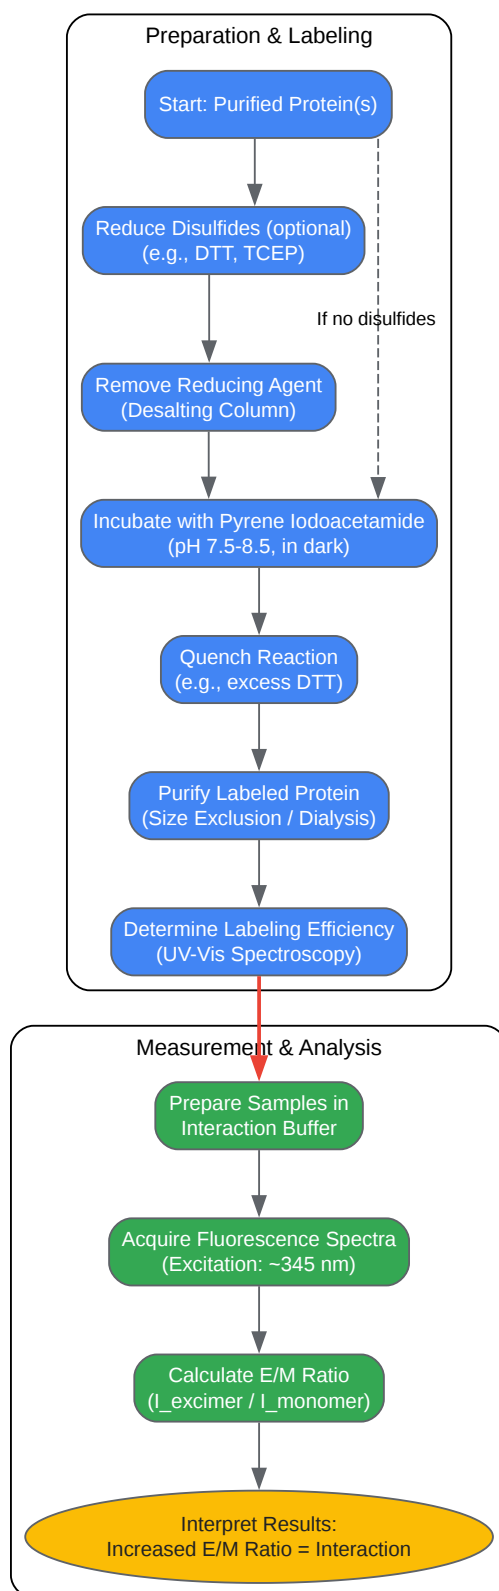 Preparation & Labeling
Start: Purified Protein(s)
Reduce Disulfides (optional)
(e.g., DTT, TCEP)
If no disulfides
Remove Reducing Agent
(Desalting Column)
Incubate with Pyrene Iodoacetamide
(pH 7.5-8.5, in dark)
Quench Reaction
(e.g., excess DTT)
Purify Labeled Protein
(Size Exclusion / Dialysis)
Determine Labeling Efficiency
(UV-Vis Spectroscopy)
Measurement & Analysis
Prepare Samples in
Interaction Buffer
Acquire Fluorescence Spectra
(Excitation: ~345 nm)
Calculate E/M Ratio
(I_excimer / I_monomer)
Interpret Results:
Increased E/M Ratio = Interaction